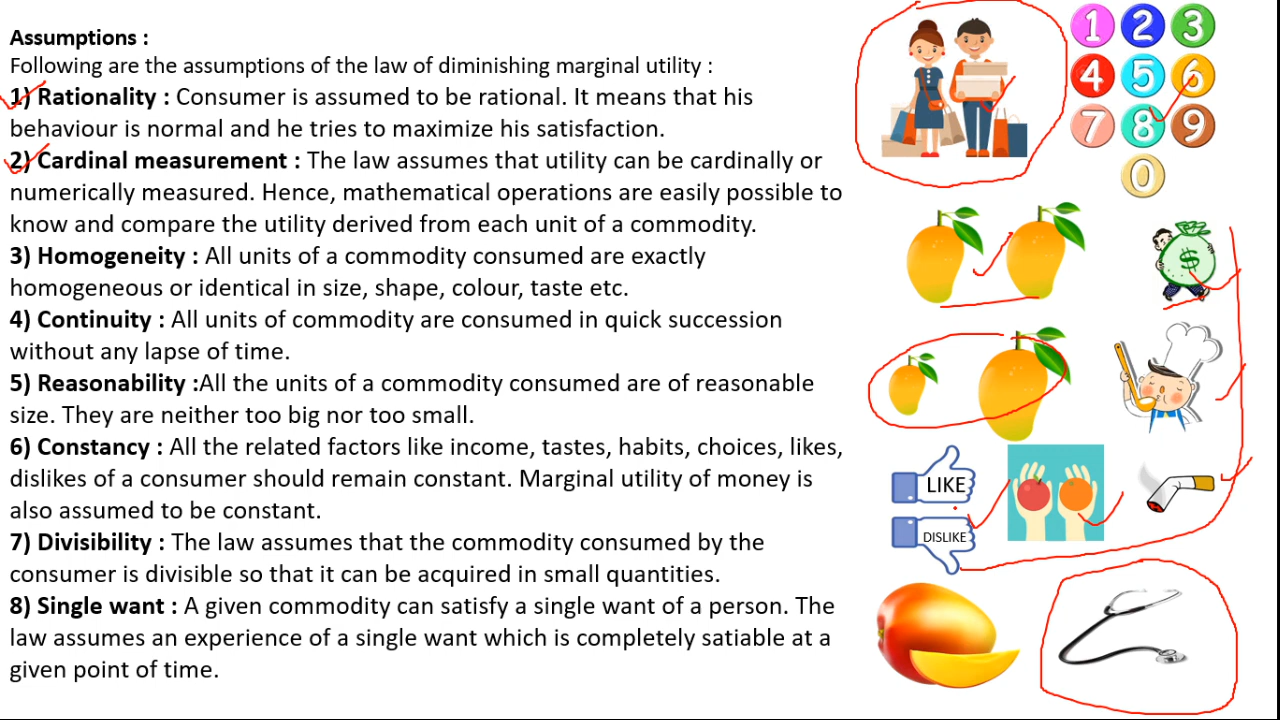 Assumptions :
Following are the assumptions of the law of diminishing marginal utility :
1) Rationality : Consumer is assumed to be rational. It means that his
behaviour is normal and he tries to maximize his satisfaction.
2) Cardinal measurement : The law assumes that utility can be cardinally or
numerically measured. Hence, mathematical operations are easily possible to
know and compare the utility derived from each unit of a commodity.
3) Homogeneity : All units of a commodity consumed are exactly
homogeneous or identical in size, shape, colour, taste etc.
4) Continuity : All units of commodity are consumed in quick succession
without any lapse of time.
5) Reasonability :All the units of a commodity consumed are of reasonable
size. They are neither too big nor too small.
6) Constancy : All the related factors like income, tastes, habits, choices, likes,
dislikes of a consumer should remain constant. Marginal utility of money is
also assumed to be constant.
7) Divisibility : The law assumes that the commodity consumed by the
consumer is divisible so that it can be acquired in small quantities.
8) Single want : A given commodity can satisfy a single want of a person. The
law assumes an experience of a single want which is completely satiable at a
given point of time.
1 2 3
4 5 6
7 8 9
0
$
LIKE
DISLIKE